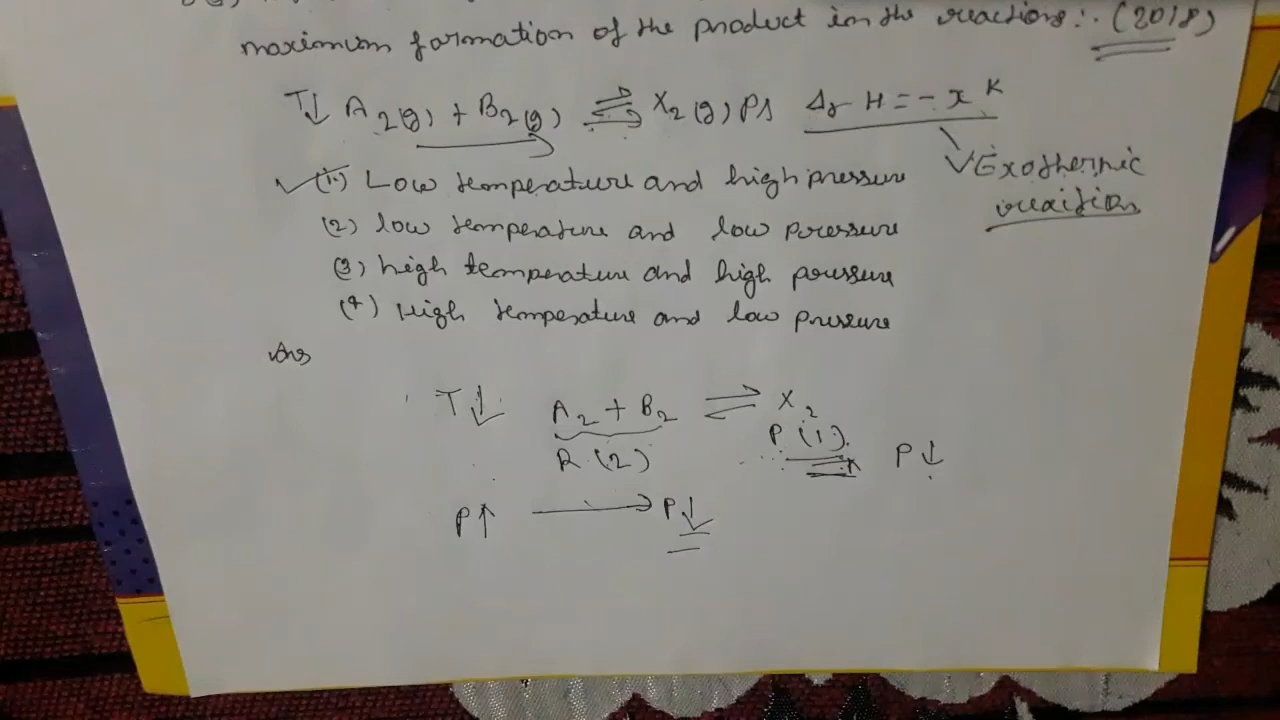 maximum formation of the product in the reactions:. (2018)
T↓ A2(g) + B2(g) ⇌ X2(g) Ps Δr H = - x K
✓ Exothermic
reaction
✓(1) Low temperature and high pressure
(2) low temperature and low pressure
(3) high temperature and high pressure
(4) High temperature and low pressure
Ans
T↓ A2 + B2 ⇌ X2
R (2) P (1) P↓
P↑ → P↓